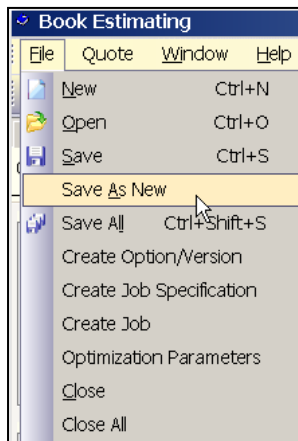 Book Estimating
File Quote Window Help
New Ctrl+N
Open Ctrl+O
Save Ctrl+S
Save As New
Save All Ctrl+Shift+S
Create Option/Version
Create Job Specification
Create Job
Optimization Parameters
Close
Close All